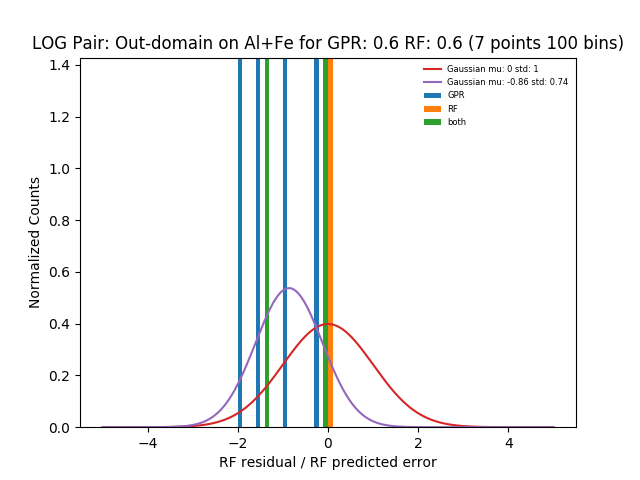 LOG Pair: Out-domain on Al+Fe for GPR: 0.6 RF: 0.6 (7 points 100 bins)
Gaussian mu: 0 std: 1
Gaussian mu: -0.86 std: 0.74
GPR
RF
both
Normalized Counts
1.4
1.2
1.0
0.8
0.6
0.4
0.2
0.0
−4 −2 0 2 4
RF residual / RF predicted error